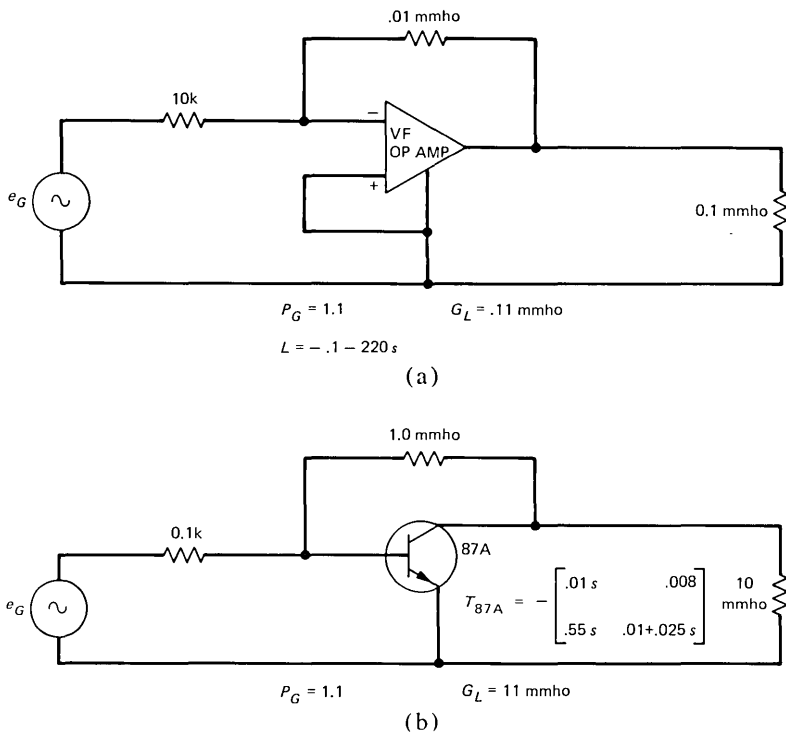 .01 mmho
10k
−
VF
OP AMP
+
e_G
0.1 mmho
P_G = 1.1 G_L = .11 mmho
L = − .1 − 220 s
(a)
1.0 mmho
0.1k
87A
e_G
T_87A = − [ .01 s .008
.55 s .01+.025 s ]
10
mmho
P_G = 1.1 G_L = 11 mmho
(b)